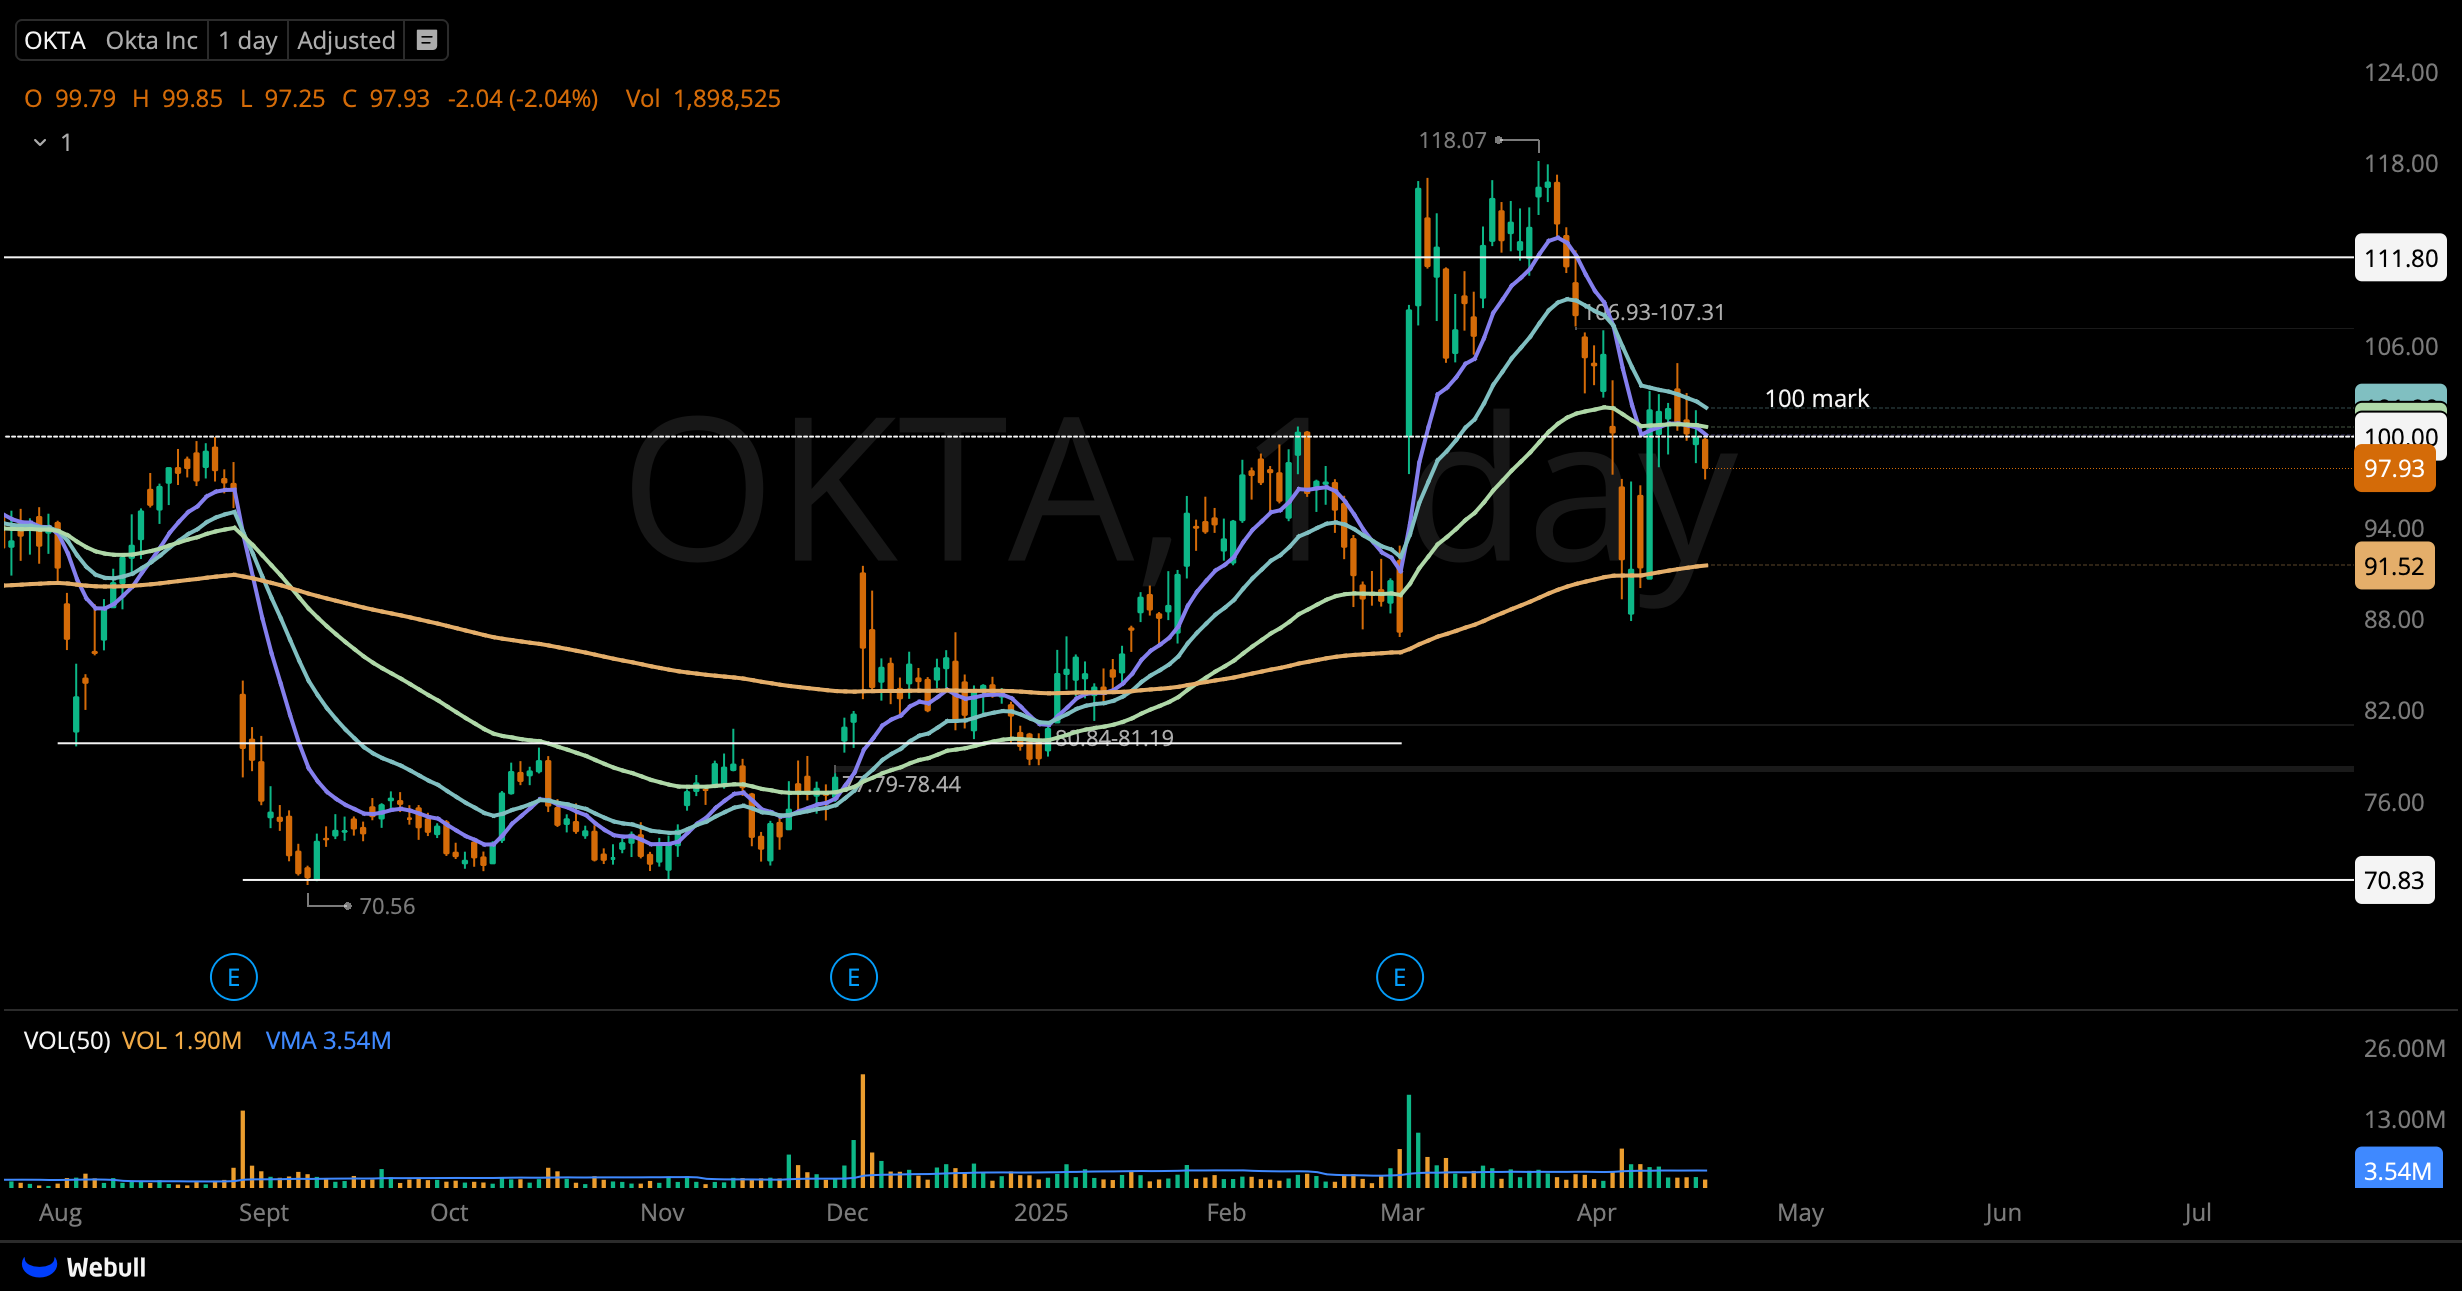 OKTA Okta Inc 1 day Adjusted
O 99.79 H 99.85 L 97.25 C 97.93 -2.04 (-2.04%) Vol 1,898,525
1
124.00
118.07
118.00
111.80
106.93-107.31
106.00
100 mark
100.00
97.93
OKTA, 1 day
94.00
91.52
88.00
82.00
80.84-81.19
77.79-78.44
76.00
70.83
70.56
E E E
VOL(50) VOL 1.90M VMA 3.54M
26.00M
13.00M
3.54M
Aug Sept Oct Nov Dec 2025 Feb Mar Apr May Jun Jul
Webull